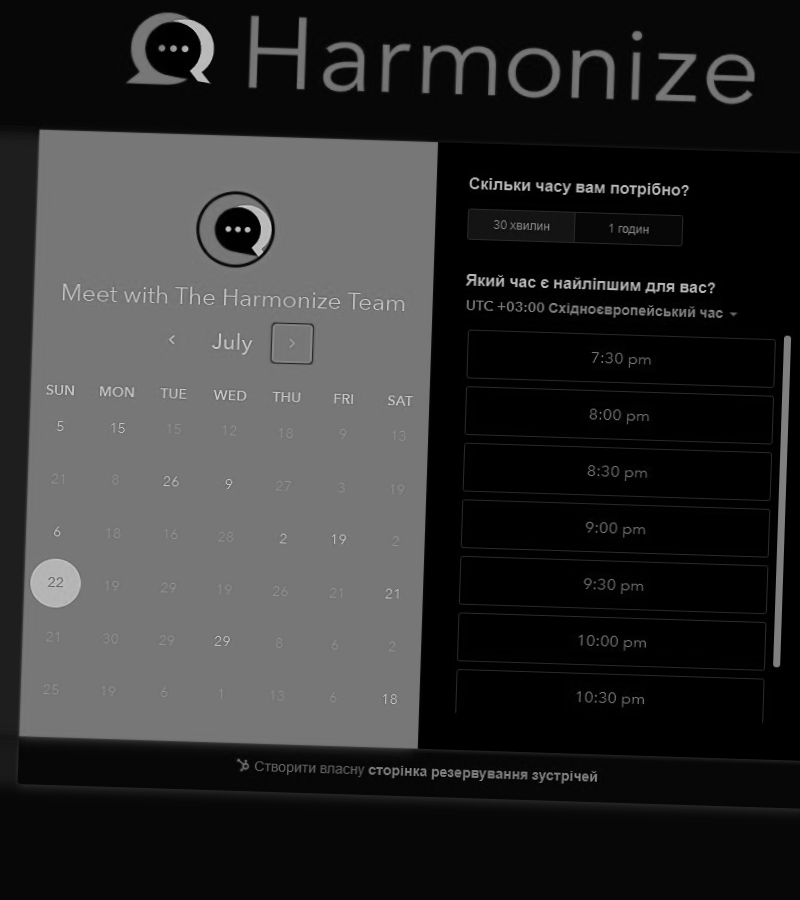 Harmonize
Meet with The Harmonize Team
July
SUN MON TUE WED THU FRI SAT
5 15 15 12 18 9 13
21 8 26 9 27 3 19
6 18 16 28 2 19 2
22 19 29 19 26 21 21
21 30 29 29 8 6 2
25 19 6 1 13 6 18
Скільки часу вам потрібно?
30 хвилин 1 годин
Який час є найліпшим для вас?
UTC +03:00 Східноєвропейський час
7:30 pm
8:00 pm
8:30 pm
9:00 pm
9:30 pm
10:00 pm
10:30 pm
Створити власну сторінка резервування зустрічей